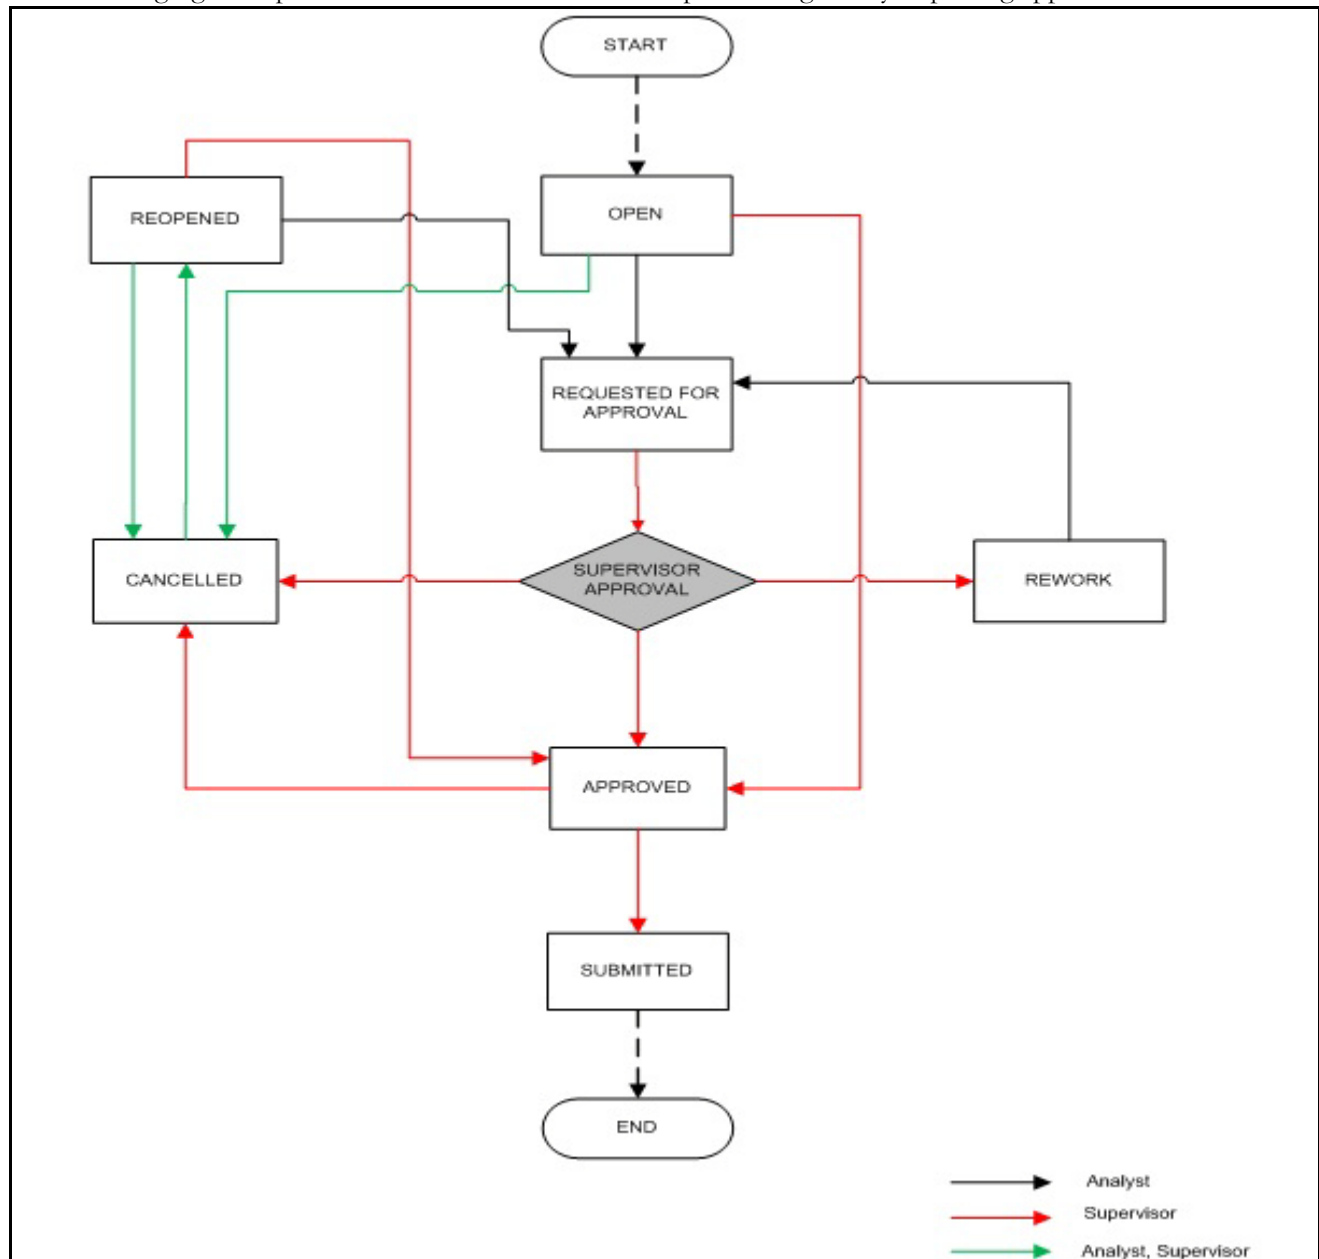 START
REOPENED
OPEN
REQUESTED FOR
APPROVAL
CANCELLED
SUPERVISOR
APPROVAL
REWORK
APPROVED
SUBMITTED
END
Analyst
Supervisor
Analyst, Supervisor